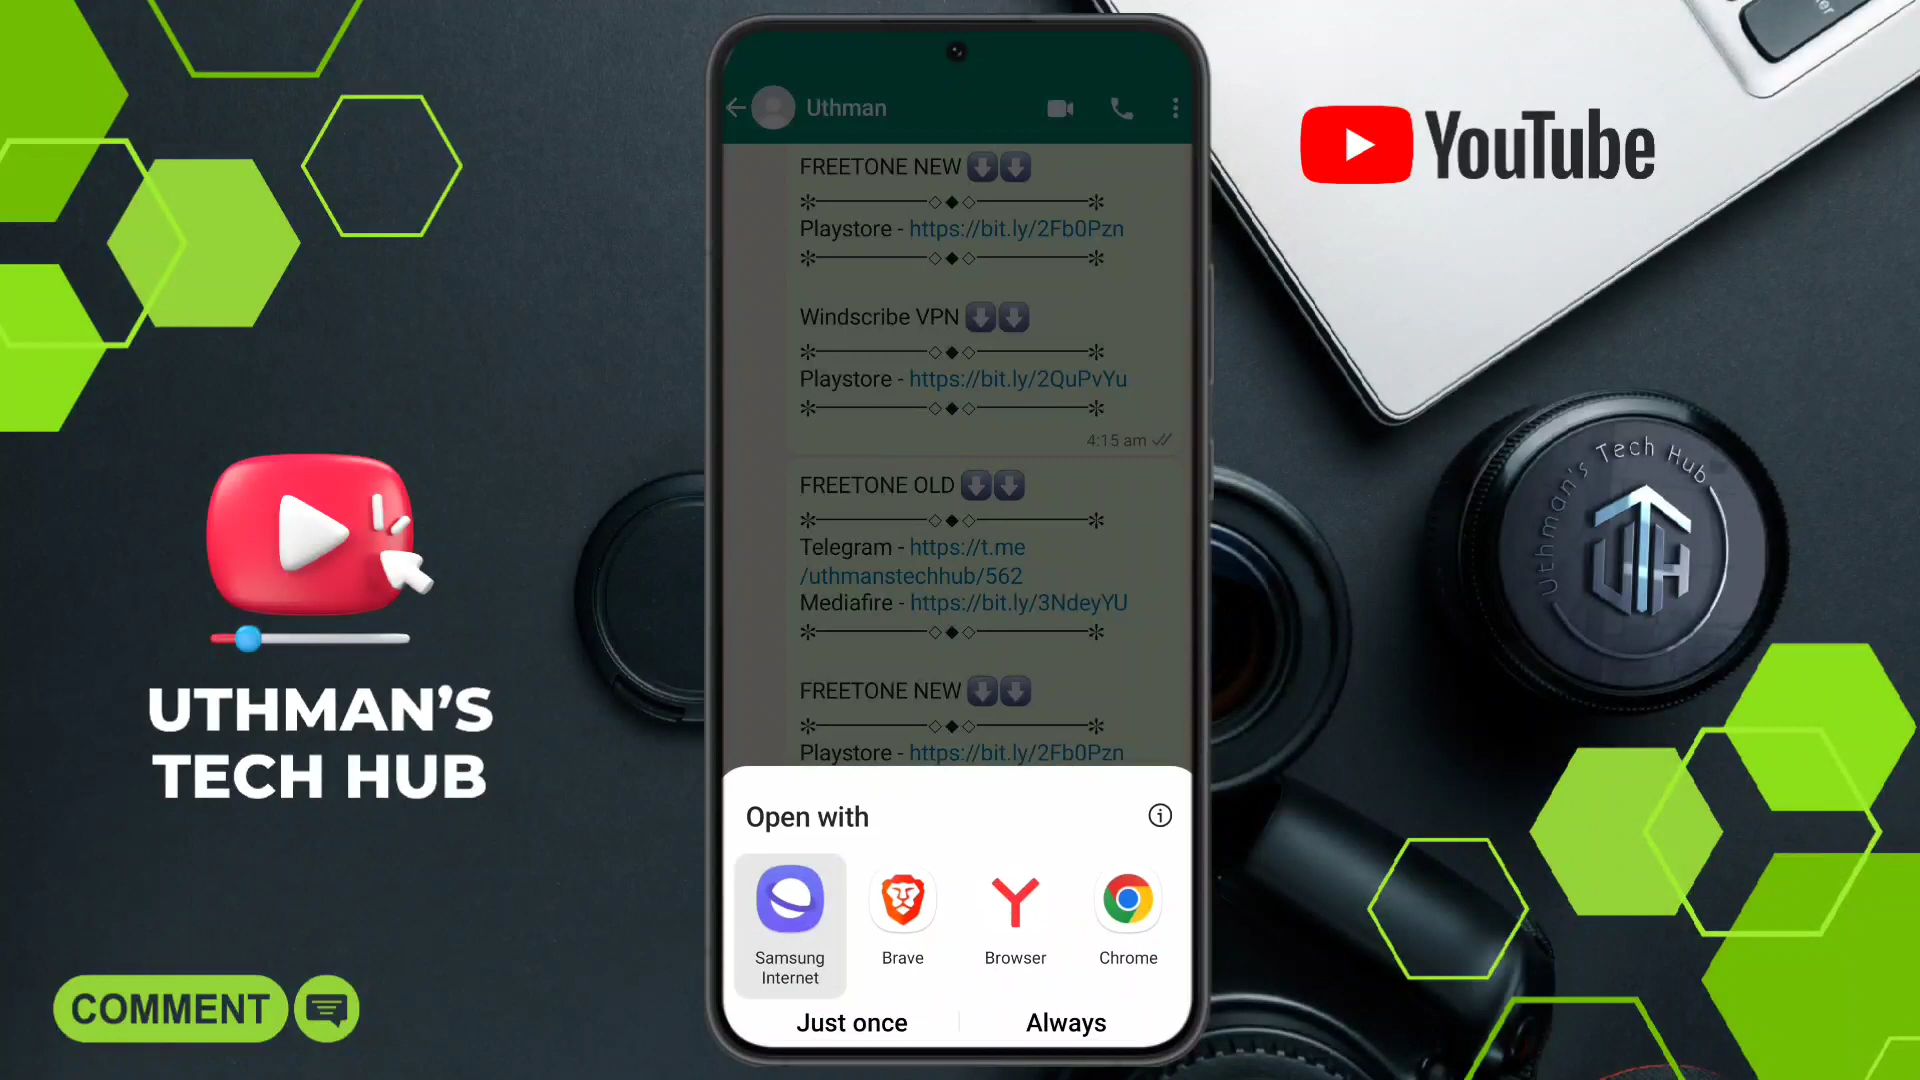 Uthman
FREETONE NEW ⬇️⬇️
✻──────◇◆◇──────✻
Playstore - https://bit.ly/2Fb0Pzn
✻──────◇◆◇──────✻
Windscribe VPN ⬇️⬇️
✻──────◇◆◇──────✻
Playstore - https://bit.ly/2QuPvYu
✻──────◇◆◇──────✻
4:15 am
FREETONE OLD ⬇️⬇️
✻──────◇◆◇──────✻
Telegram - https://t.me
/uthmanstechhub/562
Mediafire - https://bit.ly/3NdeyYU
✻──────◇◆◇──────✻
FREETONE NEW ⬇️⬇️
✻──────◇◆◇──────✻
Playstore - https://bit.ly/2Fb0Pzn
Open with
Samsung
Internet
Brave
Browser
Chrome
Just once
Always
YouTube
UTHMAN'S
TECH HUB
COMMENT
Uthman's Tech Hub
UTH